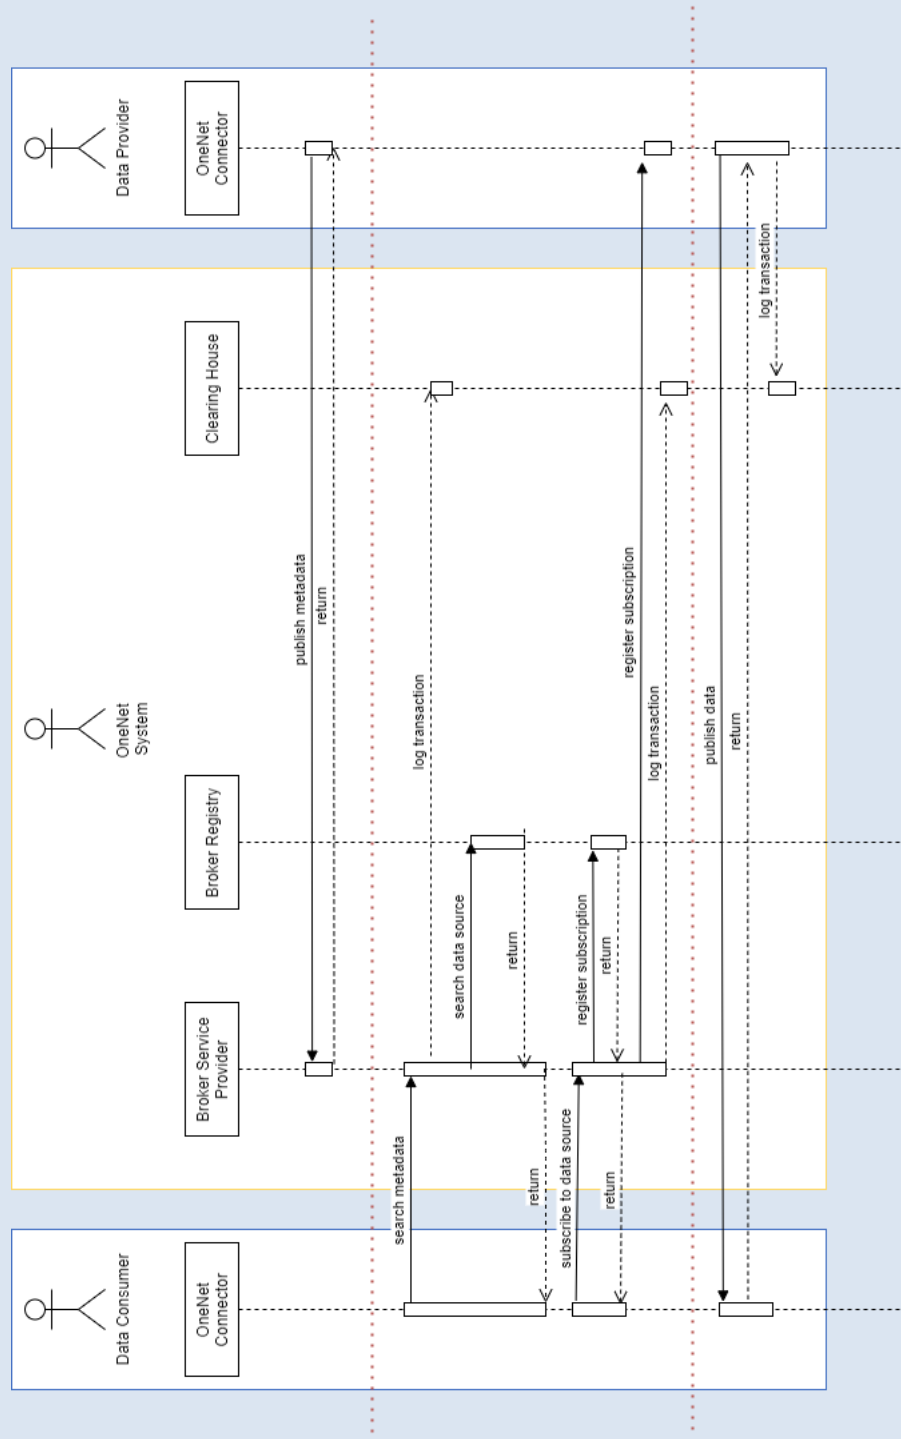 Data Consumer
OneNet
Connector
OneNet
System
Broker Service
Provider
Broker Registry
Clearing House
Data Provider
OneNet
Connector
publish metadata
return
search metadata
log transaction
search data source
return
return
subscribe to data source
register subscription
return
return
register subscription
log transaction
publish data
return
log transaction